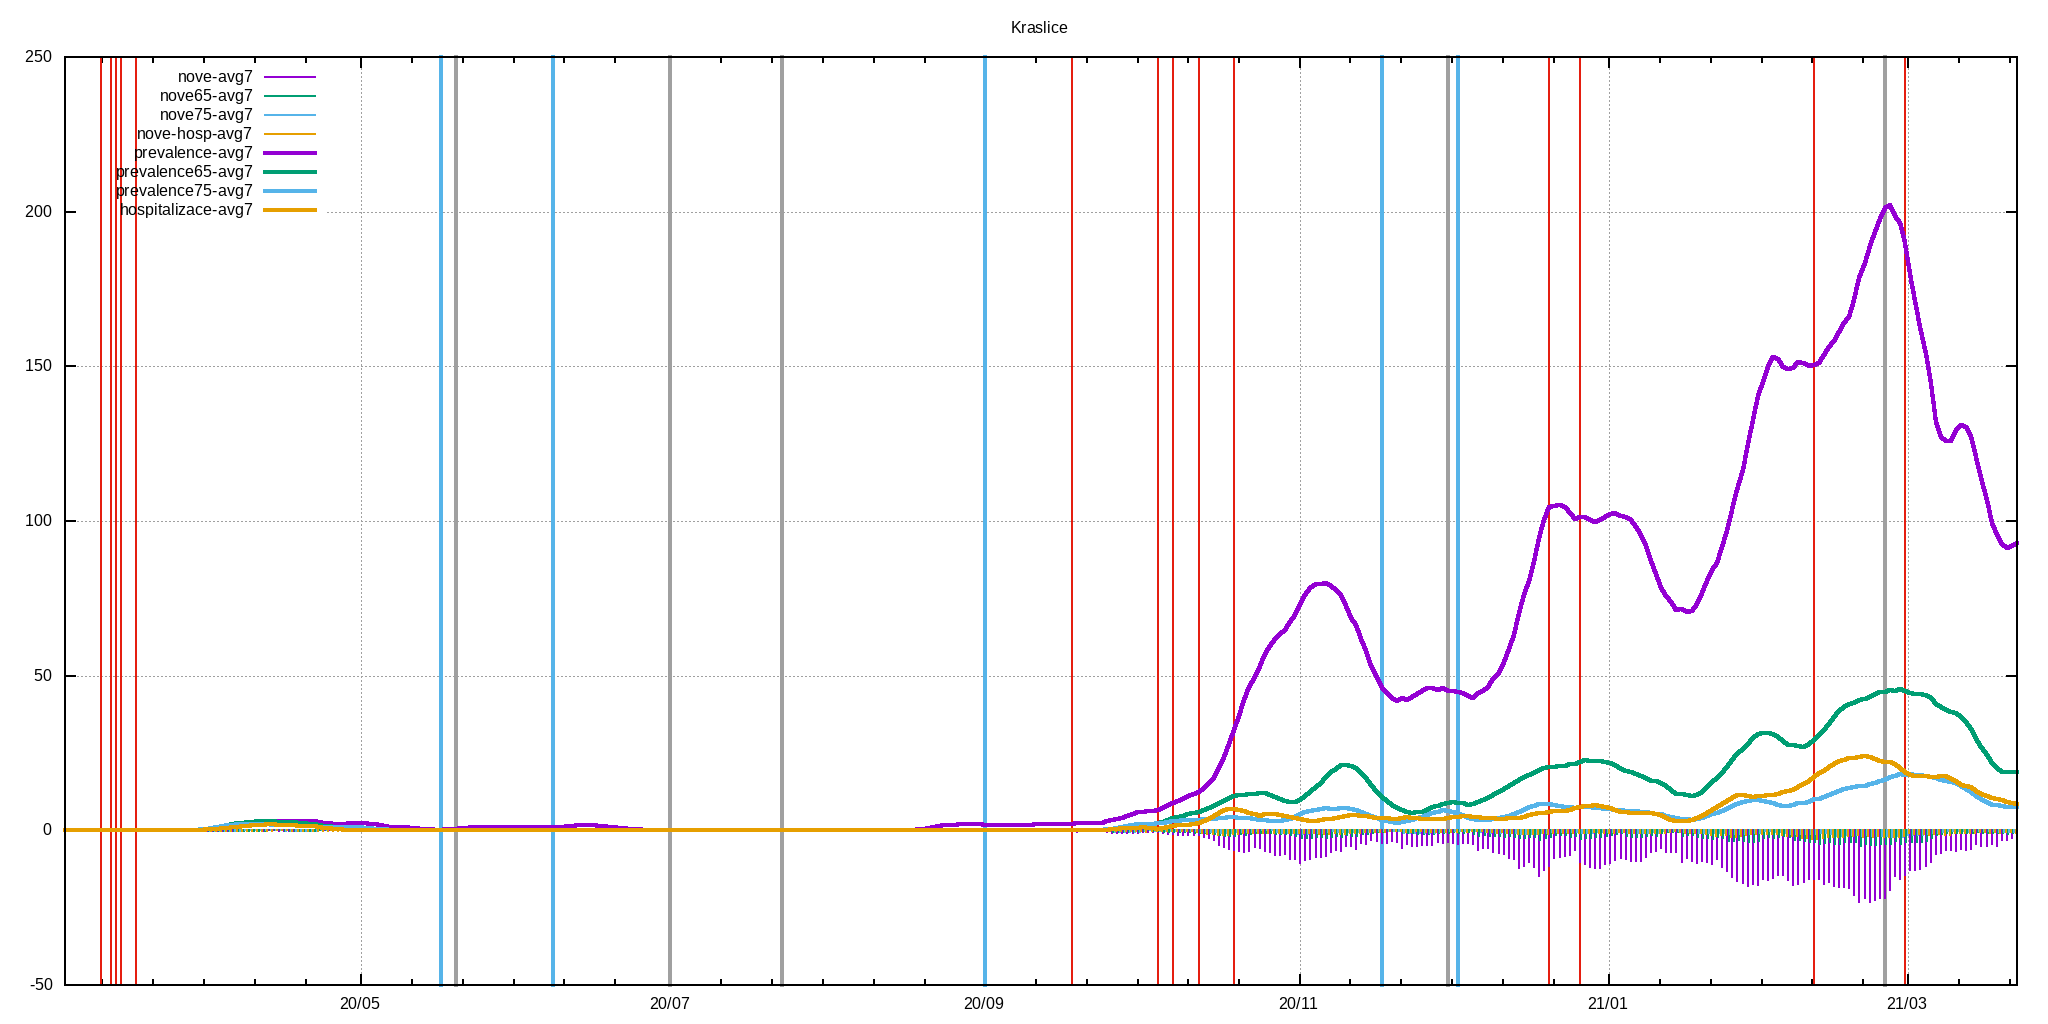 Kraslice
250
200
150
100
50
0
-50
nove-avg7
nove65-avg7
nove75-avg7
nove-hosp-avg7
prevalence-avg7
prevalence65-avg7
prevalence75-avg7
hospitalizace-avg7
20/05 20/07 20/09 20/11 21/01 21/03